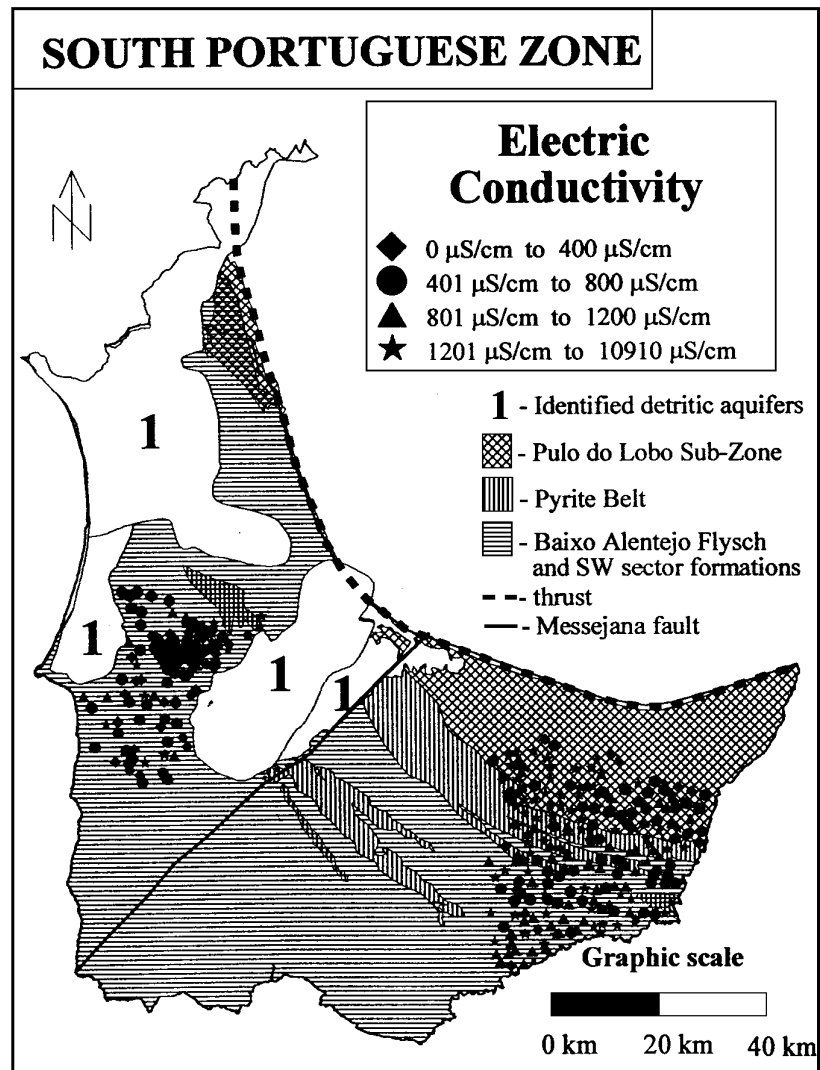 SOUTH PORTUGUESE ZONE
N
Electric
Conductivity
0 µS/cm to 400 µS/cm
401 µS/cm to 800 µS/cm
801 µS/cm to 1200 µS/cm
1201 µS/cm to 10910 µS/cm
1 - Identified detritic aquifers
- Pulo do Lobo Sub-Zone
- Pyrite Belt
- Baixo Alentejo Flysch
and SW sector formations
- thrust
- Messejana fault
1
1
1
1
Graphic scale
0 km 20 km 40 km